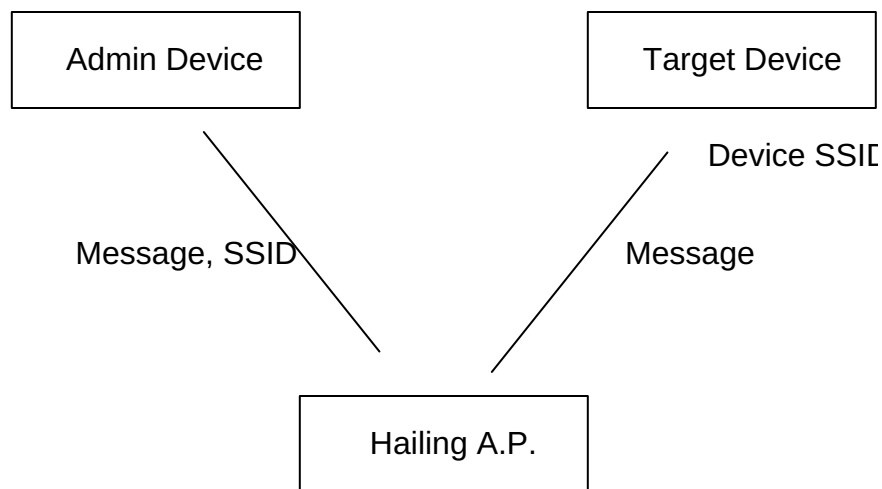 Admin Device
Target Device
Device SSID
Message, SSID
Message
Hailing A.P.